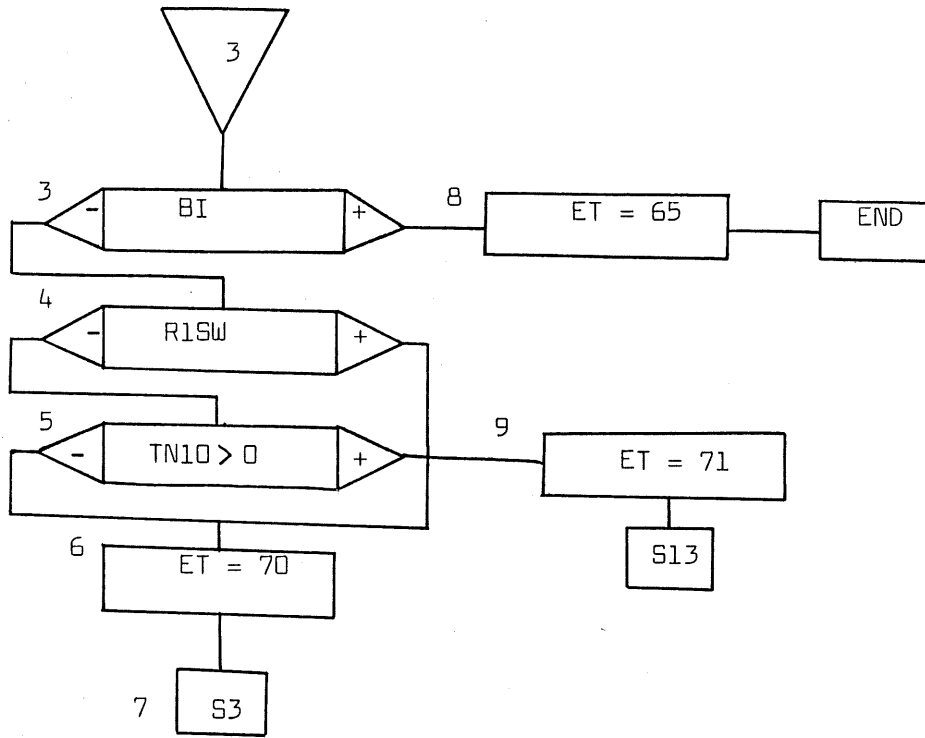 3
3
- BI +
8
ET = 65
END
4
- R1SW +
5
- TN10 > 0 +
9
ET = 71
S13
6
ET = 70
7
S3